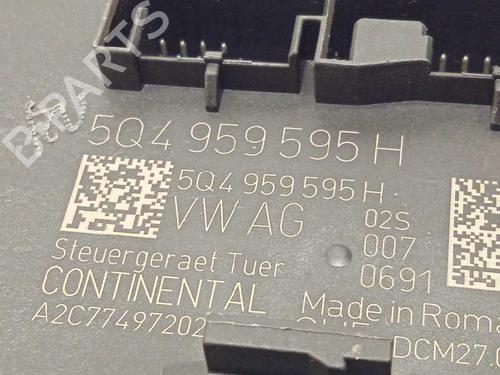 BPARTS
5Q4 959 595 H
5Q4 959 595 H
VW AG
02S
007
0691
Steuergeraet Tuer
CONTINENTAL
A2C77497202
Made in Roma
DCM27.0